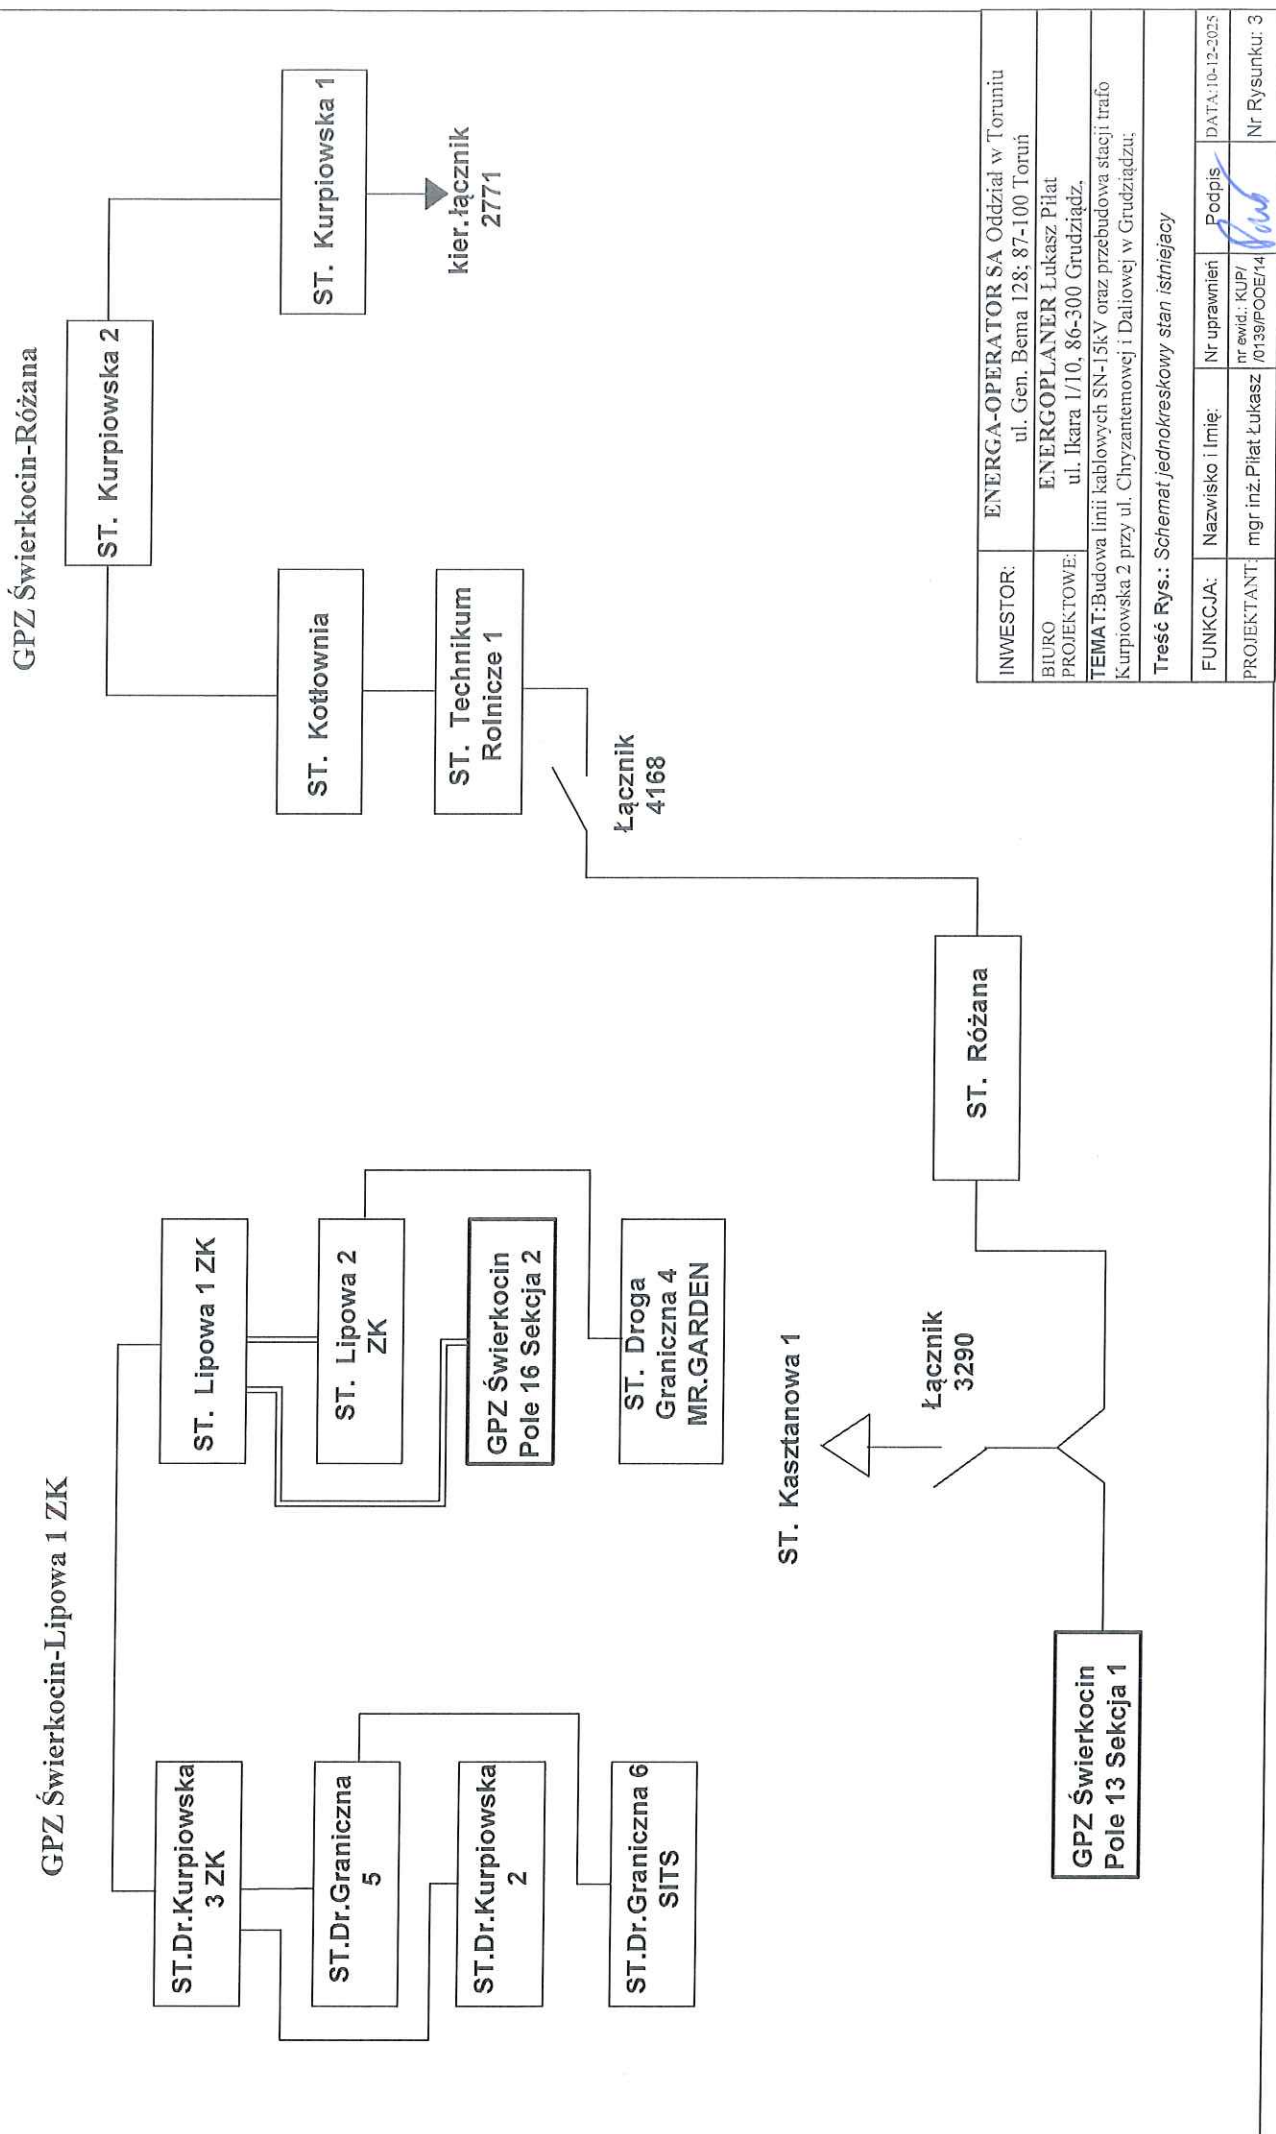 GPZ Świerkocin-Lipowa 1 ZK
GPZ Świerkocin-Różana
ST.Dr.Kurpiowska
3 ZK
ST.Dr.Graniczna
5
ST.Dr.Kurpiowska
2
ST.Dr.Graniczna 6
SITS
ST. Lipowa 1 ZK
ST. Lipowa 2
ZK
GPZ Świerkocin
Pole 16 Sekcja 2
ST. Droga
Graniczna 4
MR.GARDEN
ST. Kurpiowska 2
ST. Kurpiowska 1
kier.łącznik
2771
ST. Kotłownia
ST. Technikum
Rolnicze 1
Łącznik
4168
ST. Kasztanowa 1
Łącznik
3290
ST. Różana
GPZ Świerkocin
Pole 13 Sekcja 1
INWESTOR: ENERGA-OPERATOR SA Oddział w Toruniu
ul. Gen. Bema 128; 87-100 Toruń
BIURO
PROJEKTOWE: ENERGOPLANER Łukasz Piłat
ul. Ikara 1/10, 86-300 Grudziądz,
TEMAT:Budowa linii kablowych SN-15kV oraz przebudowa stacji trafo
Kurpiowska 2 przy ul. Chryzantemowej i Daliowej w Grudziądzu;
Treść Rys.: Schemat jednokreskowy stan istniejacy
FUNKCJA: Nazwisko i Imię: Nr uprawnień Podpis DATA:10-12-2025
PROJEKTANT: mgr inż.Piłat Łukasz nr ewid.: KUP/
/0139/POOE/14 Nr Rysunku: 3